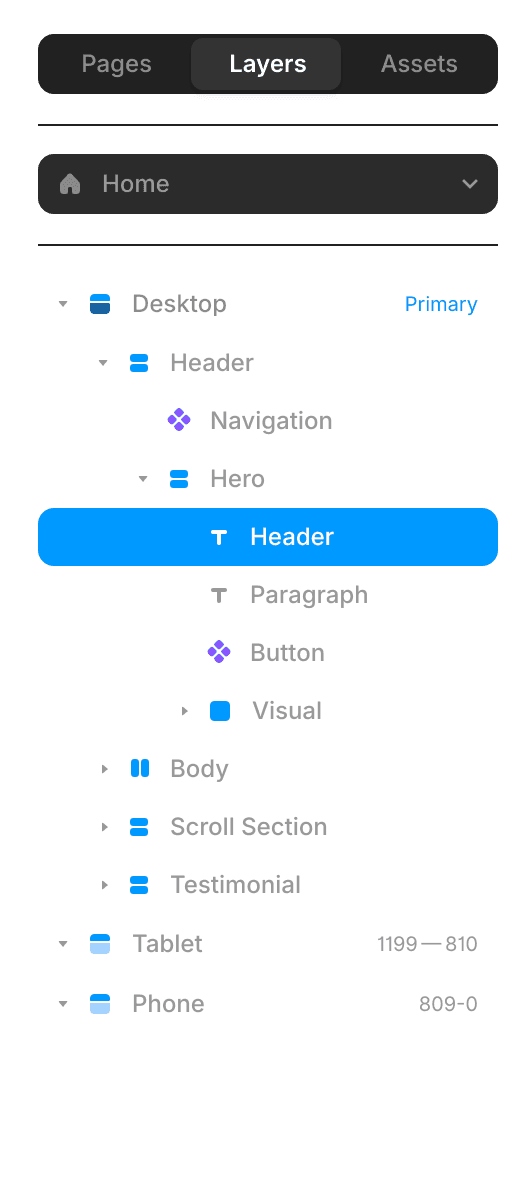 Pages Layers Assets
Home
Desktop Primary
Header
Navigation
Hero
Header
Paragraph
Button
Visual
Body
Scroll Section
Testimonial
Tablet 1199 — 810
Phone 809-0